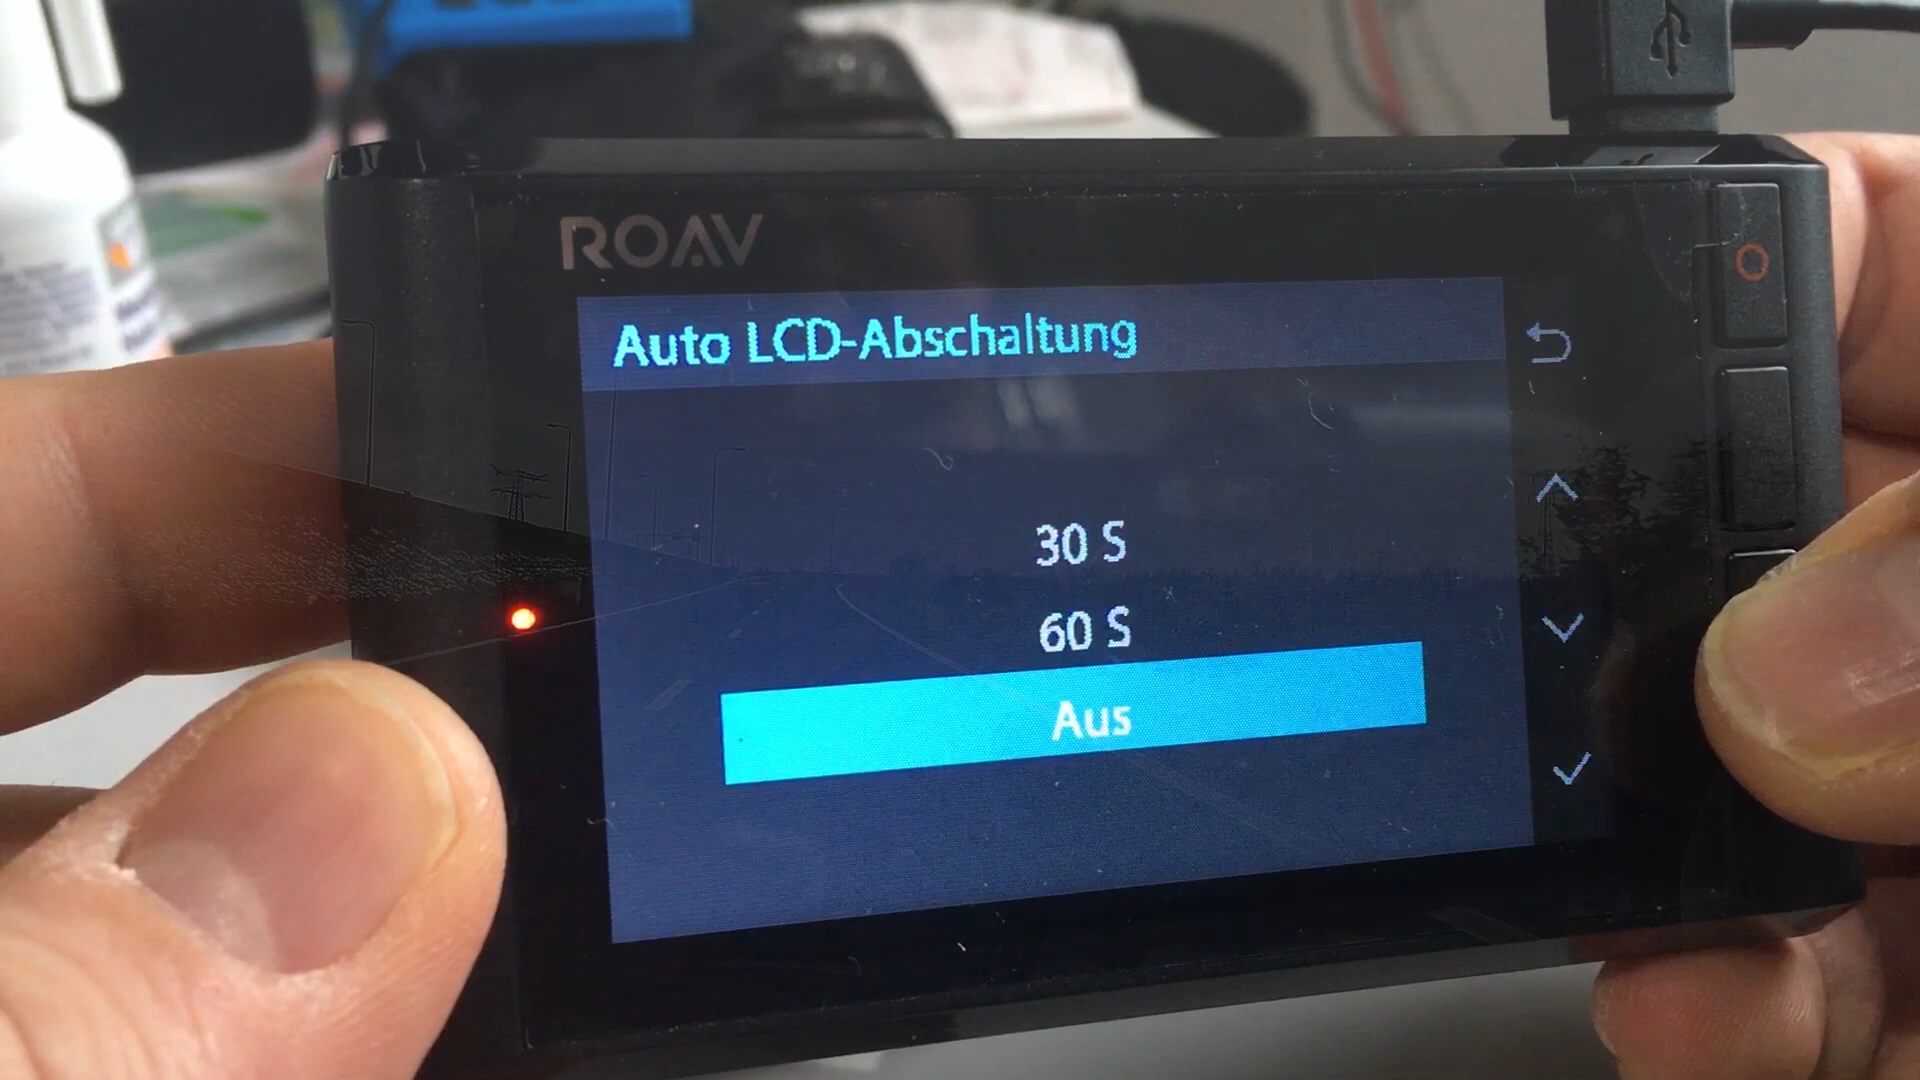 ROAV
Auto LCD-Abschaltung
30 S
60 S
Aus